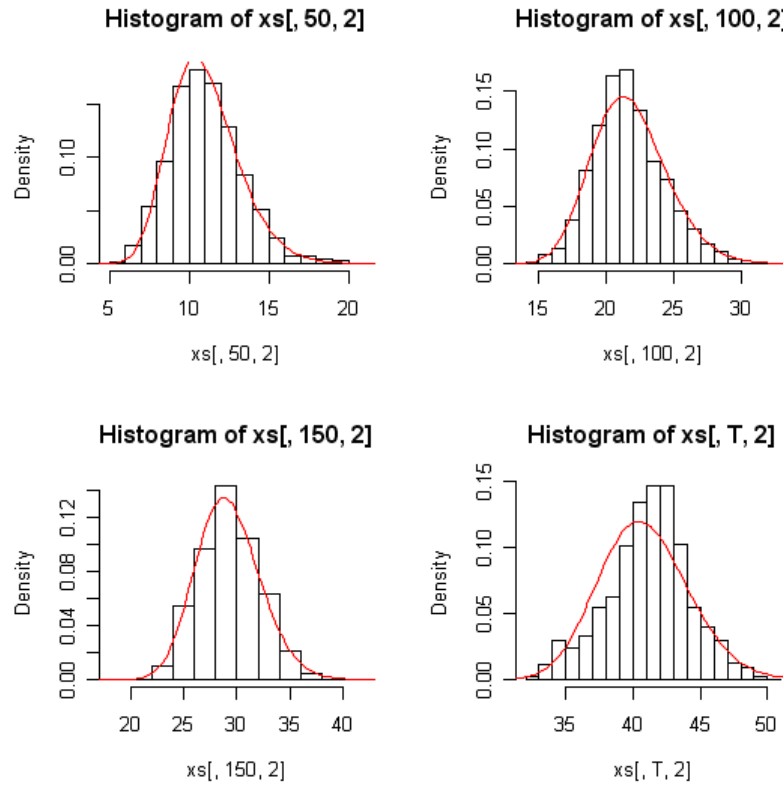 Histogram of xs[, 50, 2]
Density
0.00
0.10
5
10
15
20
xs[, 50, 2]
Histogram of xs[, 100, 2]
Density
0.00
0.05
0.10
0.15
15
20
25
30
xs[, 100, 2]
Histogram of xs[, 150, 2]
Density
0.00
0.04
0.08
0.12
20
25
30
35
40
xs[, 150, 2]
Histogram of xs[, T, 2]
Density
0.00
0.05
0.10
0.15
35
40
45
50
xs[, T, 2]